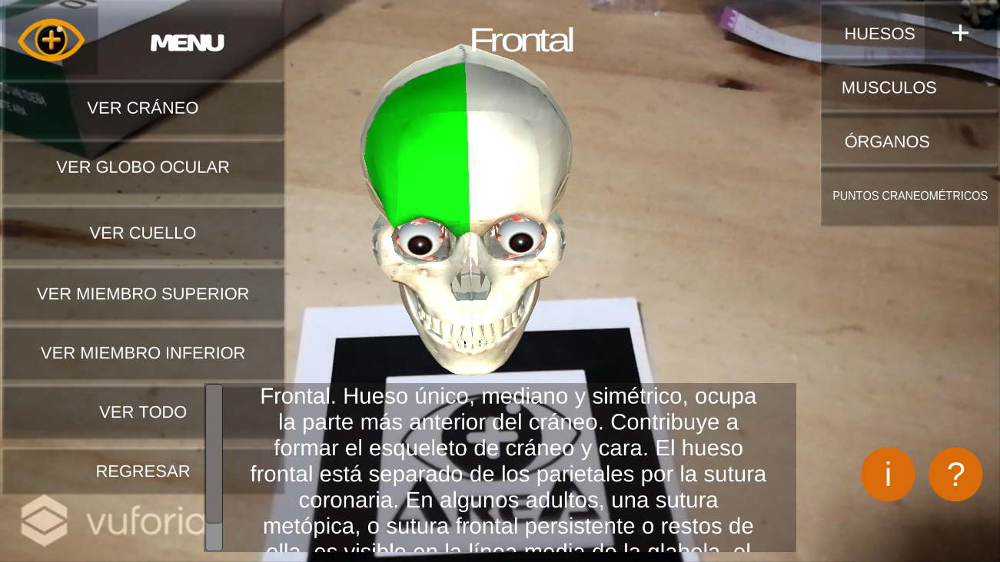 MENU
VER CRÁNEO
VER GLOBO OCULAR
VER CUELLO
VER MIEMBRO SUPERIOR
VER MIEMBRO INFERIOR
VER TODO
REGRESAR
vuforia
Frontal
HUESOS +
MUSCULOS
ÓRGANOS
PUNTOS CRANEOMÉTRICOS
Frontal. Hueso único, mediano y simétrico, ocupa
la parte más anterior del cráneo. Contribuye a
formar el esqueleto de cráneo y cara. El hueso
frontal está separado de los parietales por la sutura
coronaria. En algunos adultos, una sutura
metópica, o sutura frontal persistente o restos de
ella, es visible en la línea media de la glabela, el
i ?